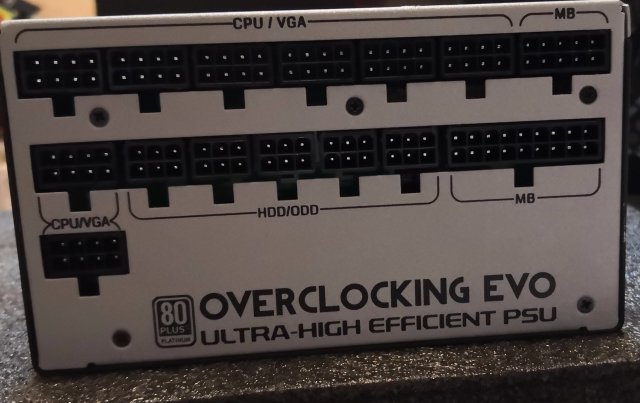 CPU / VGA
MB
CPU/VGA
HDD/ODD
MB
80
PLUS
PLATINUM
OVERCLOCKING EVO
ULTRA-HIGH EFFICIENT PSU